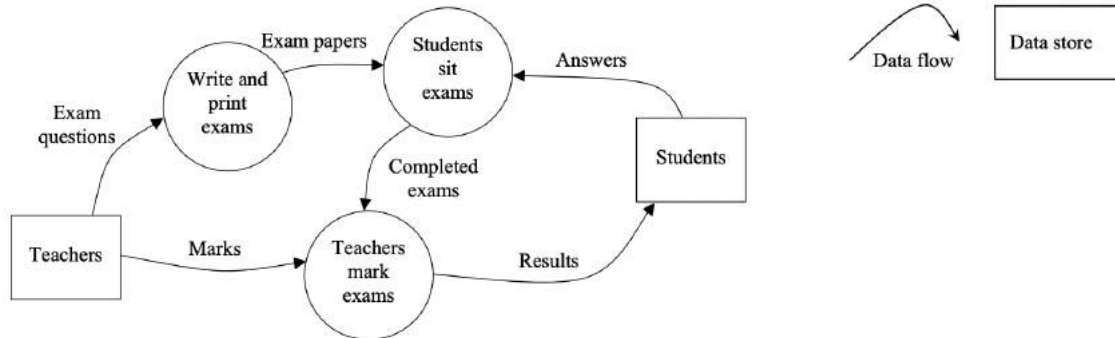 Exam papers
Students
sit
exams
Answers
Data flow
Data store
Write and
print
exams
Exam
questions
Completed
exams
Students
Teachers
Marks
Teachers
mark
exams
Results